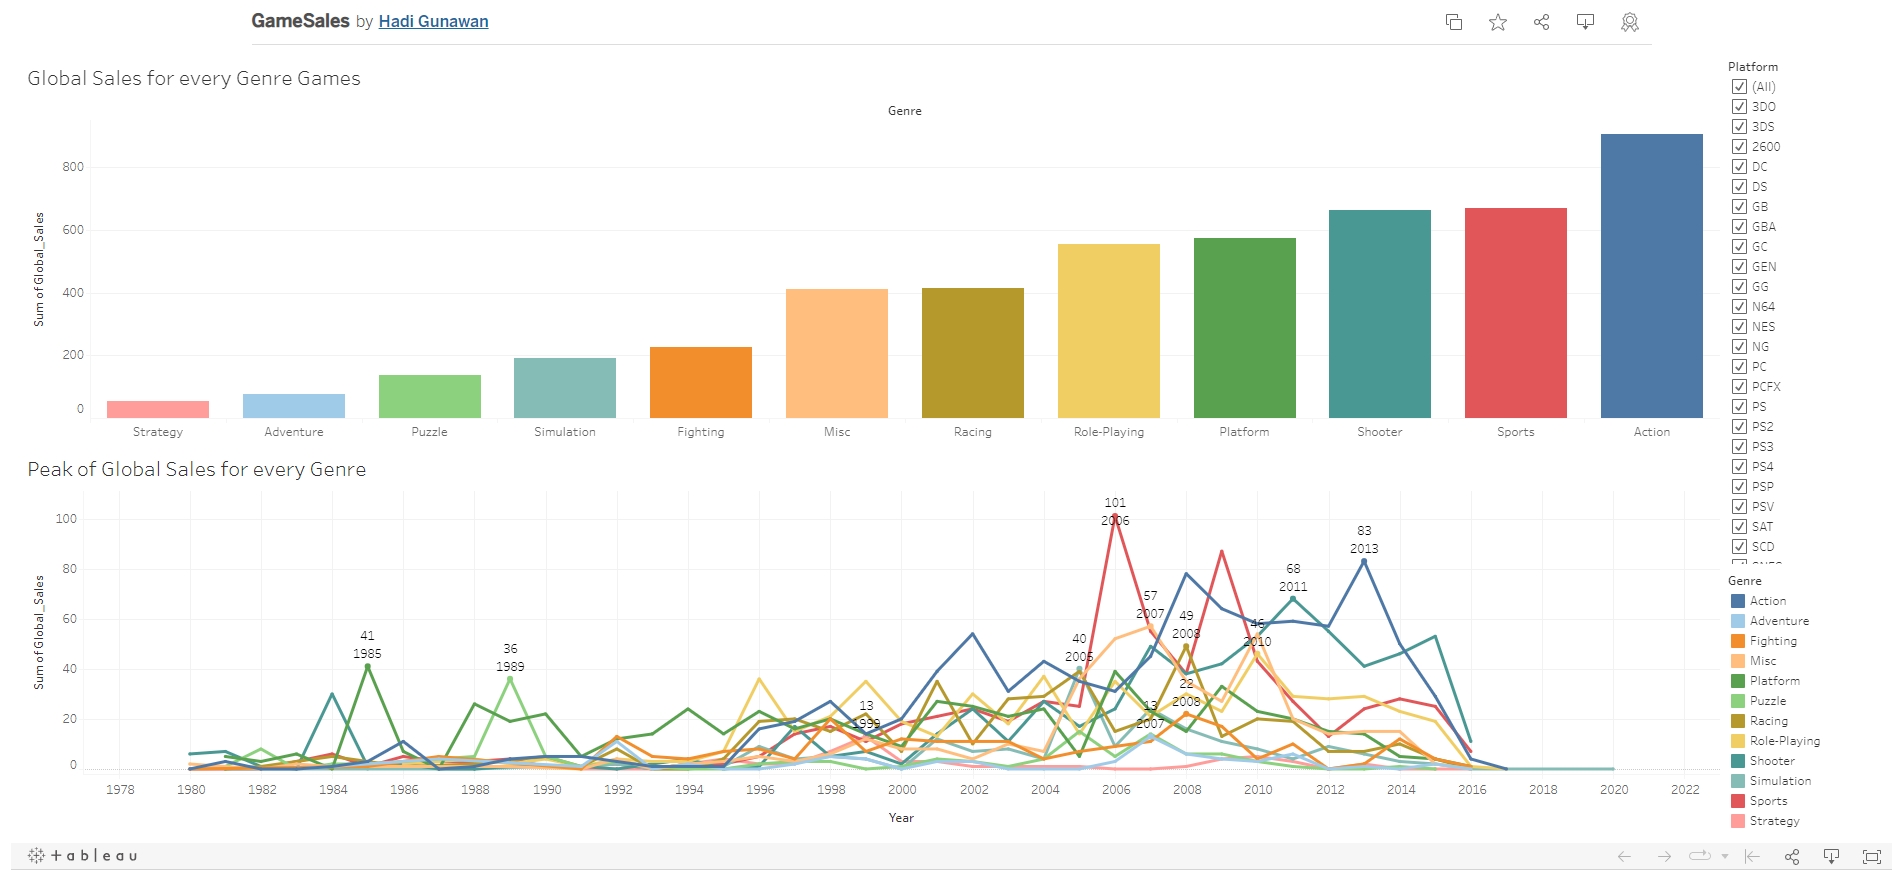 GameSales by Hadi Gunawan
Global Sales for every Genre Games
Genre
Sum of Global_Sales
800
600
400
200
0
Strategy Adventure Puzzle Simulation Fighting Misc Racing Role-Playing Platform Shooter Sports Action
Peak of Global Sales for every Genre
Sum of Global_Sales
100
80
60
40
20
0
41
1985
36
1989
13
1999
40
2005
101
2006
57
2007
13
2007
49
2008
22
2008
46
2010
68
2011
83
2013
1978 1980 1982 1984 1986 1988 1990 1992 1994 1996 1998 2000 2002 2004 2006 2008 2010 2012 2014 2016 2018 2020 2022
Year
Platform
(All)
3DO
3DS
2600
DC
DS
GB
GBA
GC
GEN
GG
N64
NES
NG
PC
PCFX
PS
PS2
PS3
PS4
PSP
PSV
SAT
SCD
Genre
Action
Adventure
Fighting
Misc
Platform
Puzzle
Racing
Role-Playing
Shooter
Simulation
Sports
Strategy
+ a b l e a u